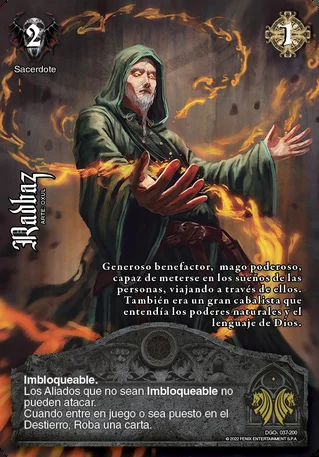 2
1
Sacerdote
Radbaz
ARTE: OXUL
Generoso benefactor, mago poderoso,
capaz de meterse en los sueños de las
personas, viajando a través de ellos.
También era un gran cabalista que
entendía los poderes naturales y el
lenguaje de Dios.
Imbloqueable.
Los Aliados que no sean Imbloqueable no
pueden atacar.
Cuando entre en juego o sea puesto en el
Destierro, Roba una carta.
DGO- 037-200
© 2022 FENIX ENTERTAINMENT S.P.A.